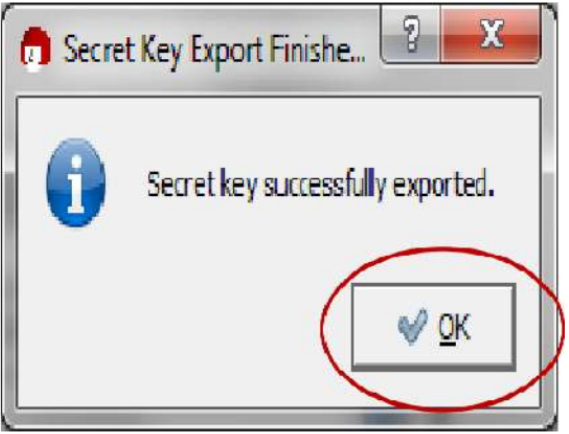 Secret Key Export Finishe...
? X
Secret key successfully exported.
OK